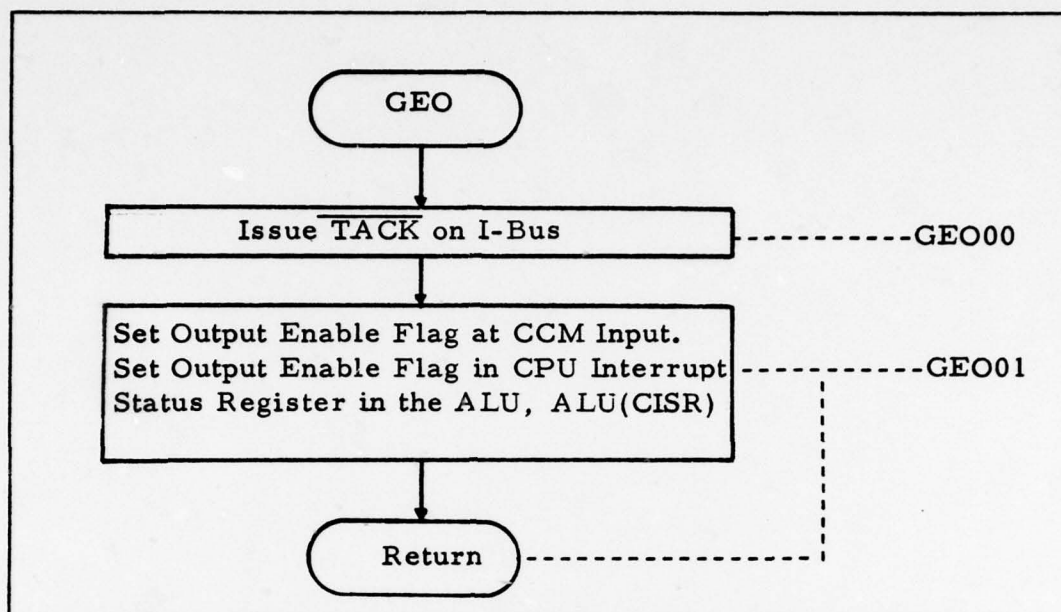 GEO
Issue T̅A̅C̅K̅ on I-Bus
GEO00
Set Output Enable Flag at CCM Input.
Set Output Enable Flag in CPU Interrupt
GEO01
Status Register in the ALU, ALU(CISR)
Return